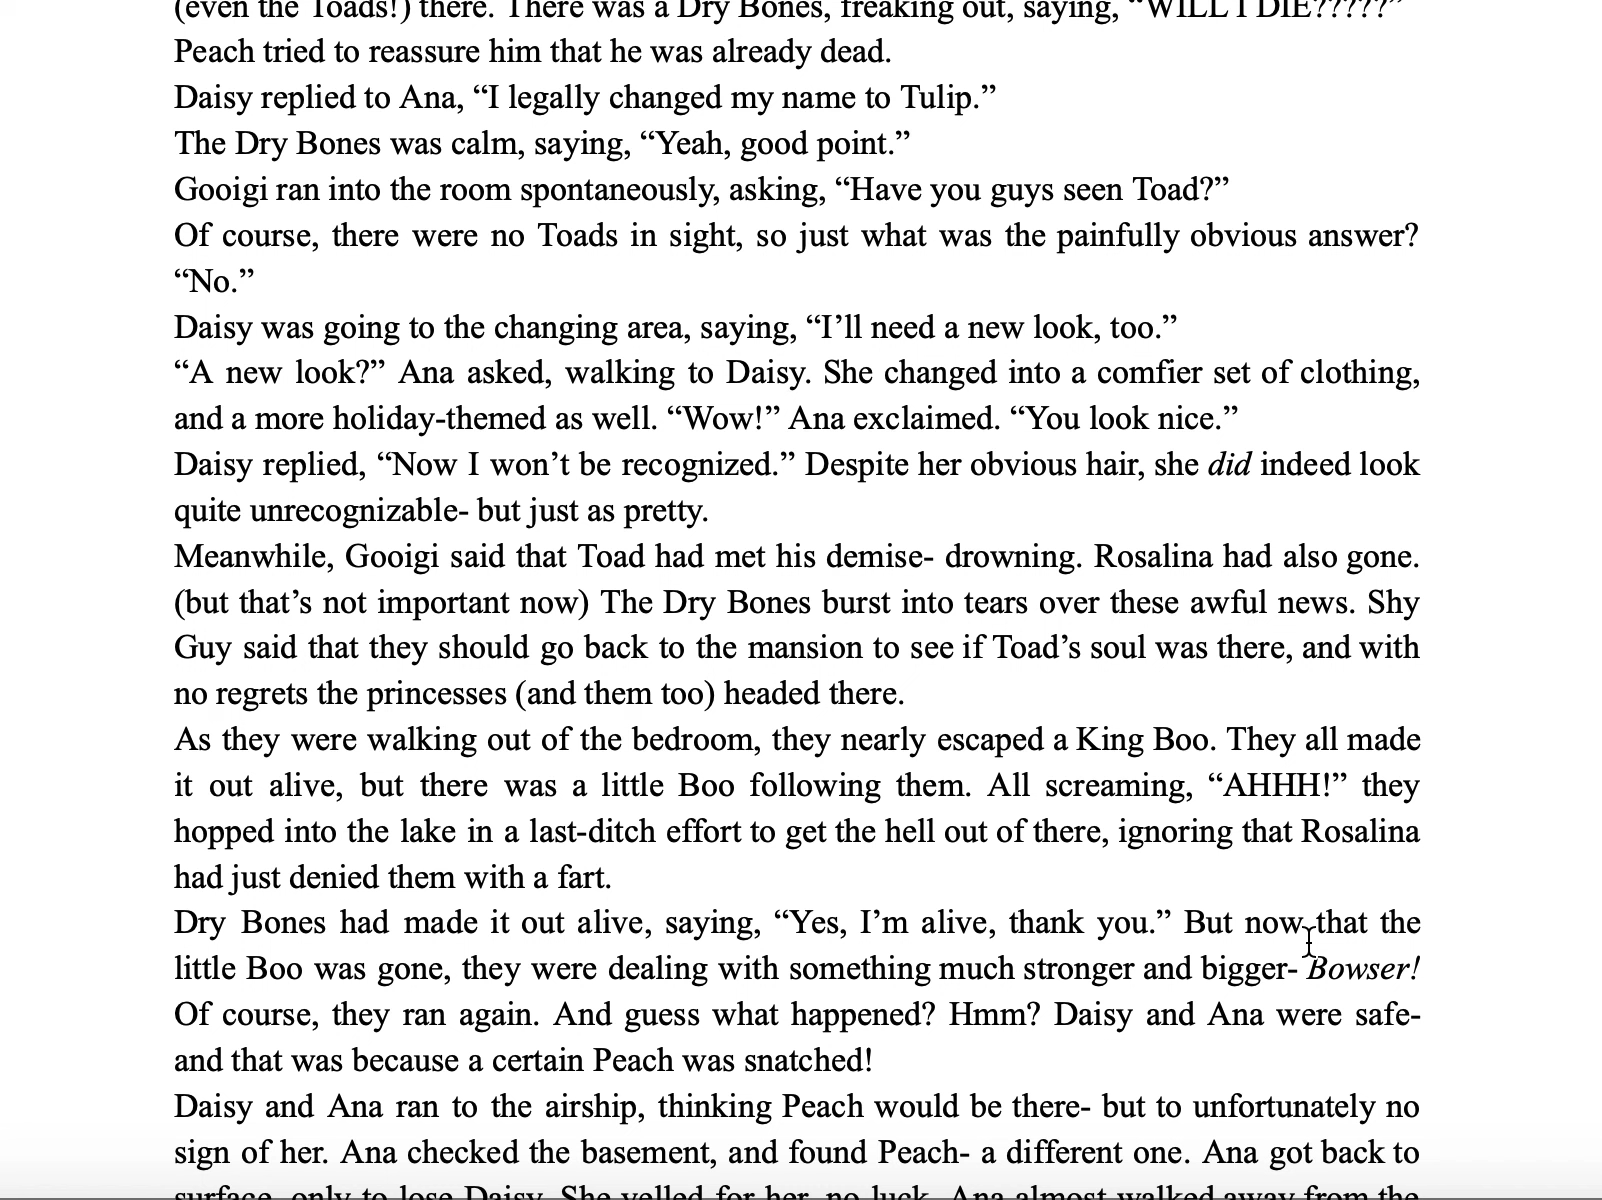 (even the Toads!) there. There was a Dry Bones, freaking out, saying, “WILL I DIE?????”
Peach tried to reassure him that he was already dead.
Daisy replied to Ana, “I legally changed my name to Tulip.”
The Dry Bones was calm, saying, “Yeah, good point.”
Gooigi ran into the room spontaneously, asking, “Have you guys seen Toad?”
Of course, there were no Toads in sight, so just what was the painfully obvious answer?
“No.”
Daisy was going to the changing area, saying, “I’ll need a new look, too.”
“A new look?” Ana asked, walking to Daisy. She changed into a comfier set of clothing,
and a more holiday-themed as well. “Wow!” Ana exclaimed. “You look nice.”
Daisy replied, “Now I won’t be recognized.” Despite her obvious hair, she did indeed look
quite unrecognizable- but just as pretty.
Meanwhile, Gooigi said that Toad had met his demise- drowning. Rosalina had also gone.
(but that’s not important now) The Dry Bones burst into tears over these awful news. Shy
Guy said that they should go back to the mansion to see if Toad’s soul was there, and with
no regrets the princesses (and them too) headed there.
As they were walking out of the bedroom, they nearly escaped a King Boo. They all made
it out alive, but there was a little Boo following them. All screaming, “AHHH!” they
hopped into the lake in a last-ditch effort to get the hell out of there, ignoring that Rosalina
had just denied them with a fart.
Dry Bones had made it out alive, saying, “Yes, I’m alive, thank you.” But now that the
little Boo was gone, they were dealing with something much stronger and bigger- Bowser!
Of course, they ran again. And guess what happened? Hmm? Daisy and Ana were safe-
and that was because a certain Peach was snatched!
Daisy and Ana ran to the airship, thinking Peach would be there- but to unfortunately no
sign of her. Ana checked the basement, and found Peach- a different one. Ana got back to
surface, only to lose Daisy. She yelled for her, no luck. Ana almost walked away from the